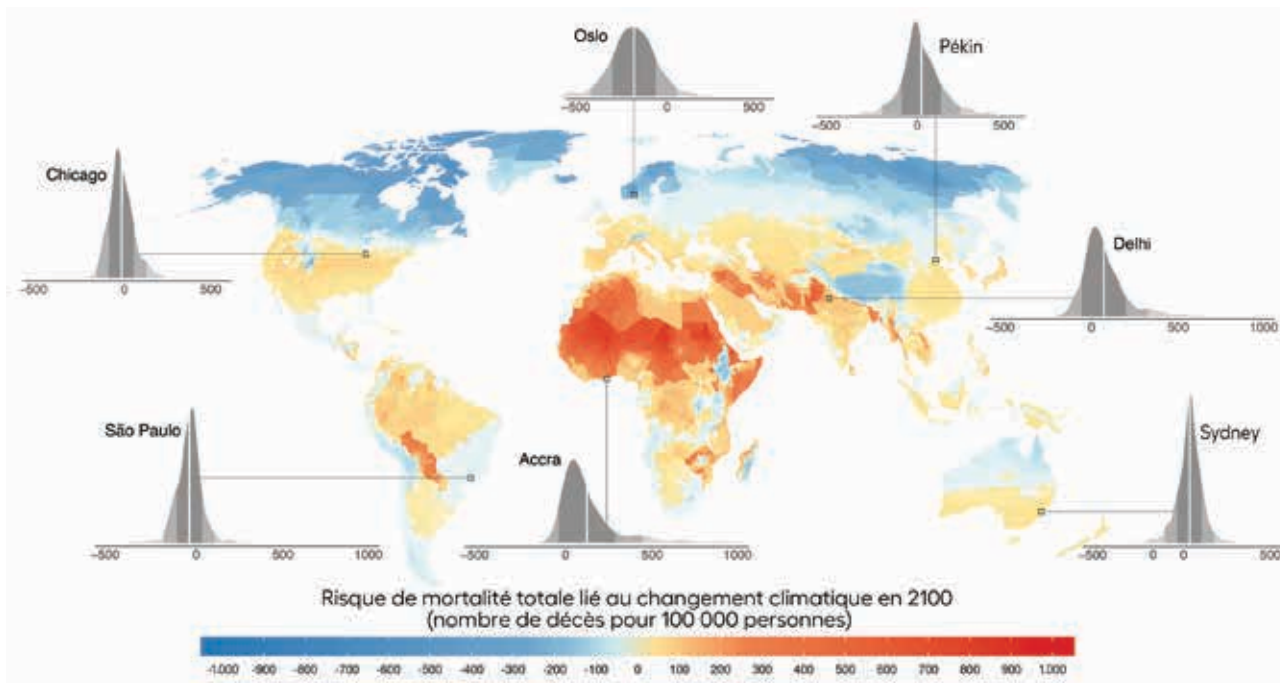 Oslo
-500 0 500
Pékin
-500 0 500
Chicago
-500 0 500
Delhi
-500 0 500 1000
São Paulo
-500 0 500 1000
Accra
-500 0 500 1000
Sydney
-500 0 0 500
Risque de mortalité totale lié au changement climatique en 2100
(nombre de décès pour 100 000 personnes)
-1.000 -900 -800 -700 -600 -500 -400 -300 -200 -100 0 100 200 300 400 500 600 700 800 900 1.000